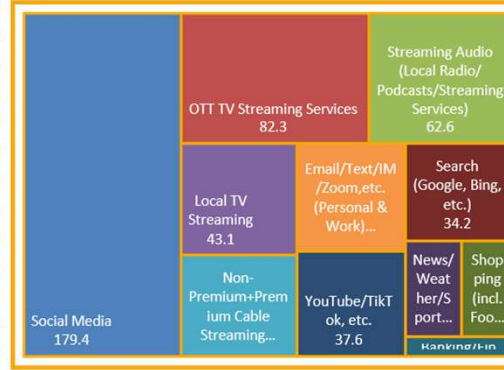 Social Media
179.4
OTT TV Streaming Services
82.3
Streaming Audio
(Local Radio/
Podcasts/Streaming
Services)
62.6
Local TV
Streaming
43.1
Email/Text/IM
/Zoom,etc.
(Personal &
Work)...
Search
(Google, Bing,
etc.)
34.2
Non-
Premium+Prem
ium Cable
Streaming...
YouTube/TikT
ok, etc.
37.6
News/
Weat
her/S
port...
Shop
ping
(incl.
Foo...
Banking/Fin